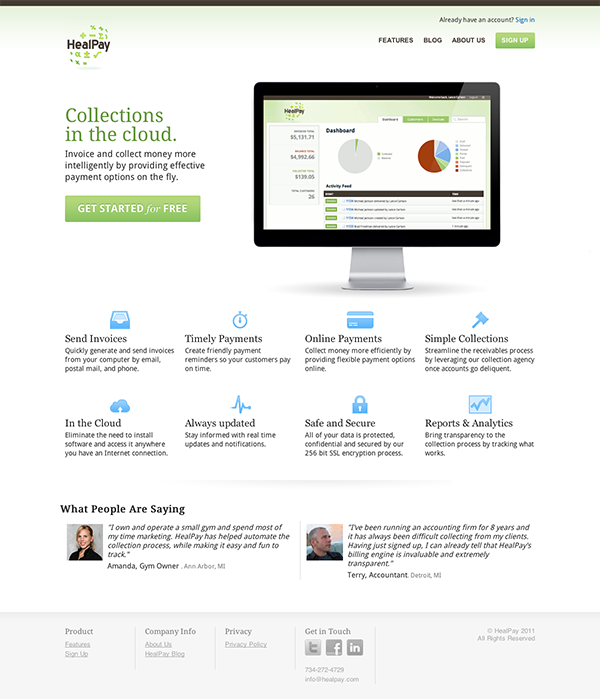 Already have an account? Sign in
HealPay
FEATURES BLOG ABOUT US SIGN UP
Collections
in the cloud.
Invoice and collect money more
intelligently by providing effective
payment options on the fly.
GET STARTED for FREE
HealPay
Dashboard
Search
Dashboard
$5,131.71
$4,992.66
$139.05
26
Activity Feed
Send Invoices
Quickly generate and send invoices
from your computer by email,
postal mail, and phone.
Timely Payments
Create friendly payment
reminders so your customers pay
on time.
Online Payments
Collect money more efficiently by
providing flexible payment options
online.
Simple Collections
Streamline the receivables process
by leveraging our collection agency
once accounts go deliquent.
In the Cloud
Eliminate the need to install
software and access it anywhere
you have an Internet connection.
Always updated
Stay informed with real time
updates and notifications.
Safe and Secure
All of your data is protected,
confidential and secured by our
256 bit SSL encryption process.
Reports & Analytics
Bring transparency to the
collection process by tracking what
works.
What People Are Saying
"I own and operate a small gym and spend most of
my time marketing. HealPay has helped automate the
collection process, while making it easy and fun to
track."
Amanda, Gym Owner . Ann Arbor, MI
"I've been running an accounting firm for 8 years and
it has always been difficult collecting from my clients.
Having just signed up, I can already tell that HealPay's
billing engine is invaluable and extremely
transparent."
Terry, Accountant. Detroit, MI
Product
Features
Sign Up
Company Info
About Us
HealPay Blog
Privacy
Privacy Policy
Get in Touch
734-272-4729
info@healpay.com
© HealPay 2011
All Rights Reserved